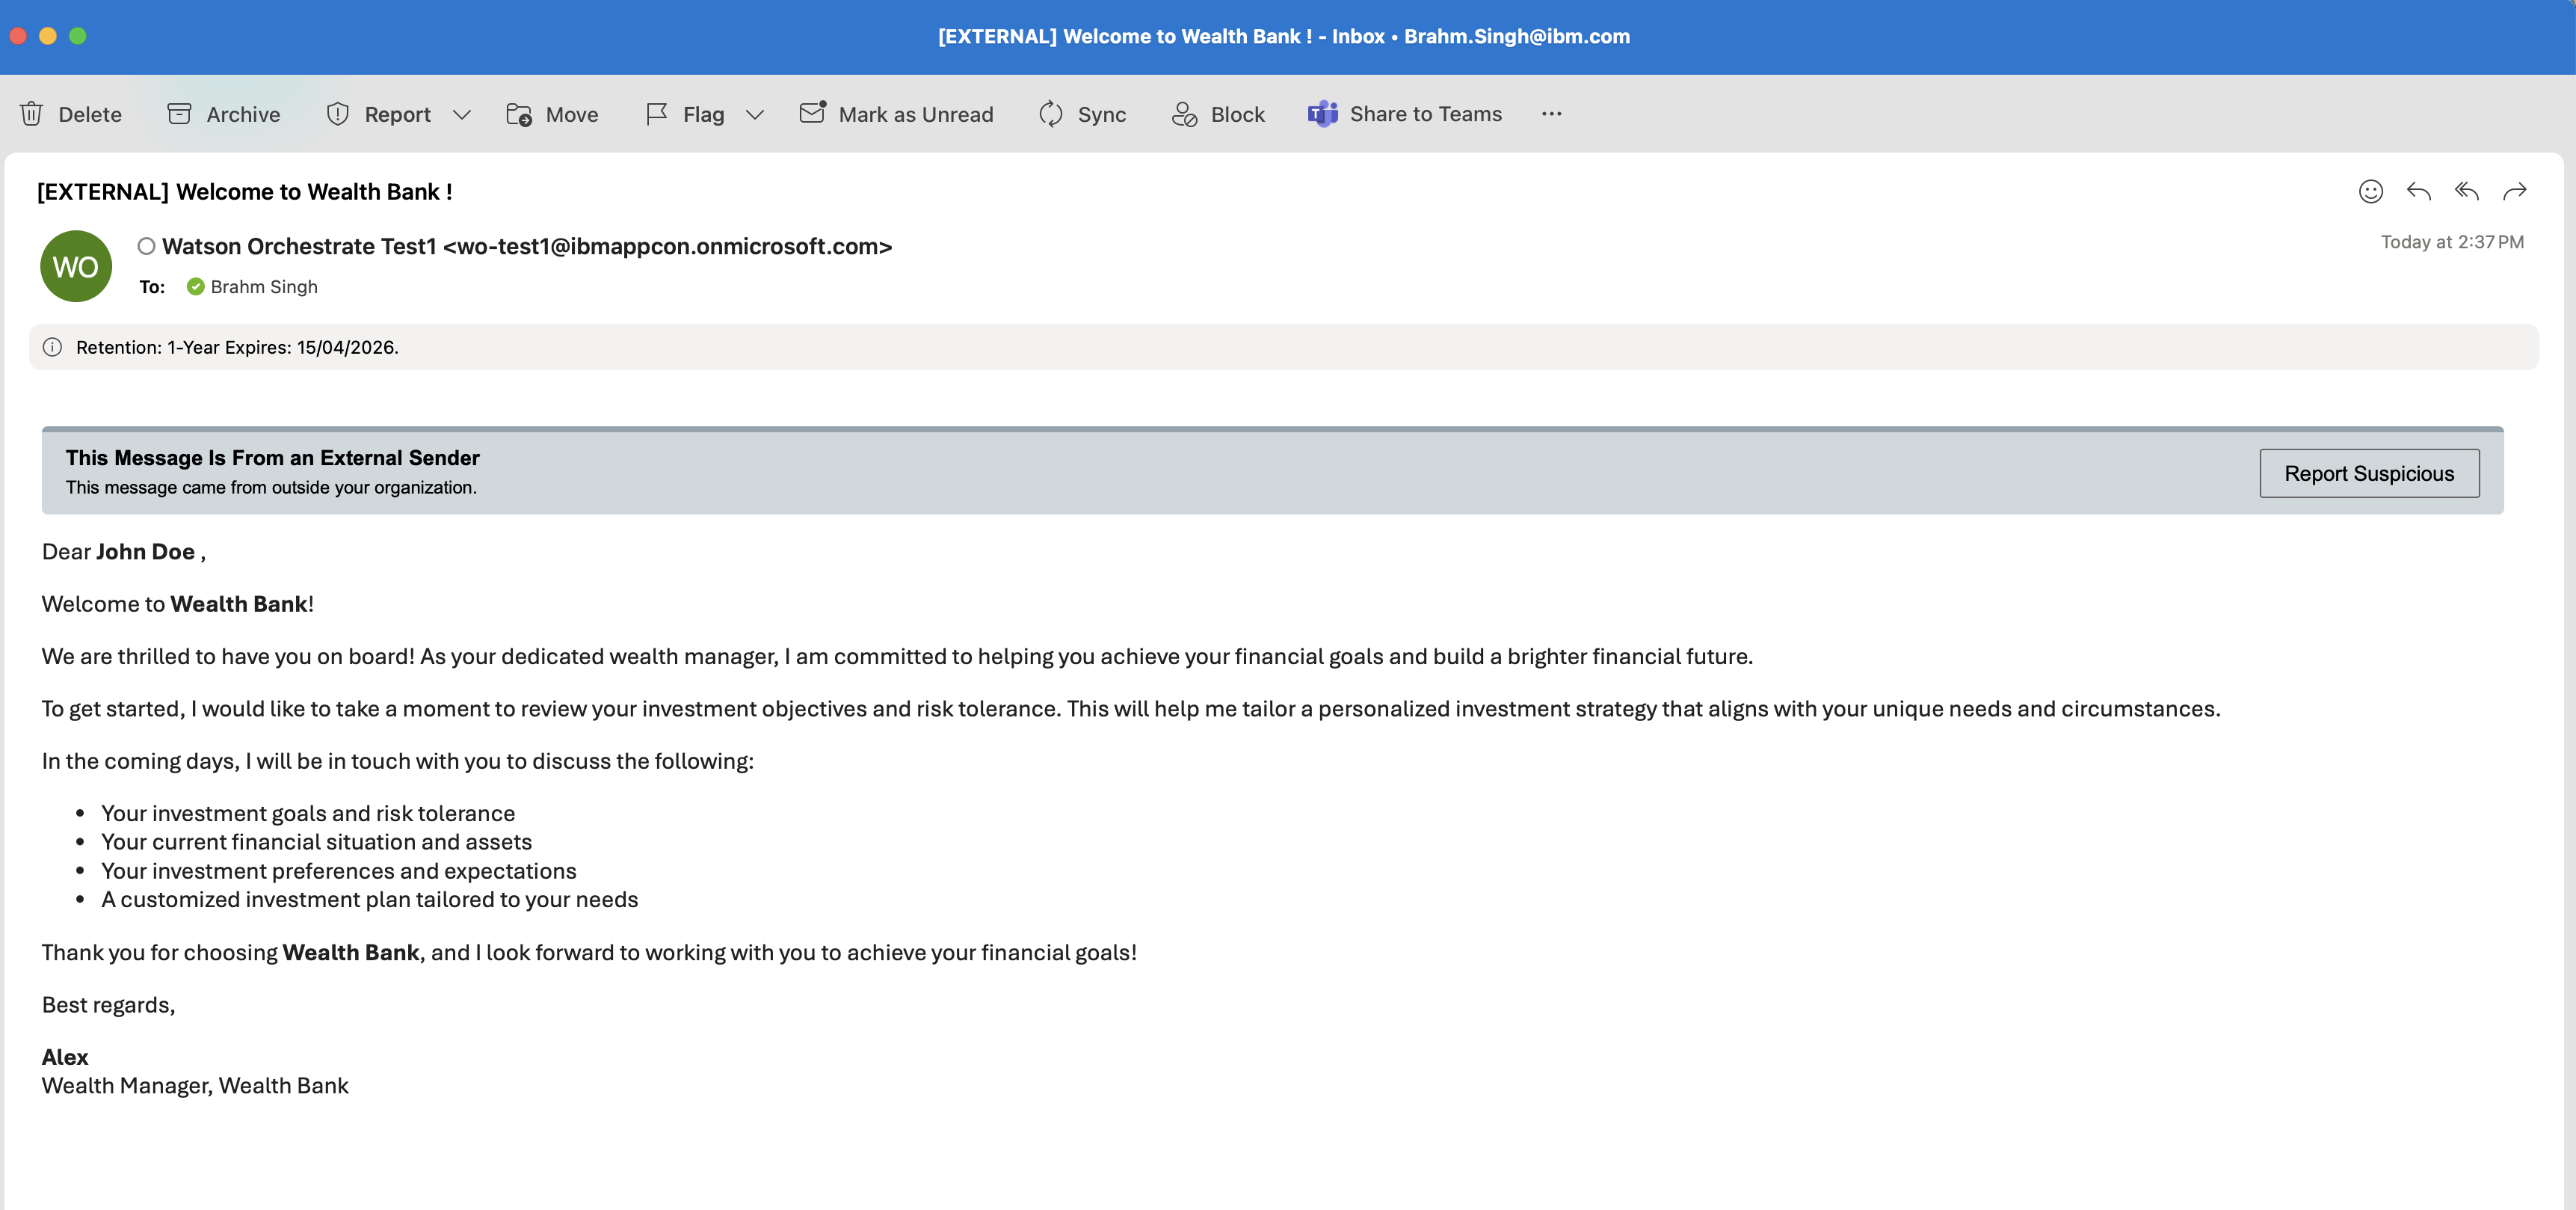 [EXTERNAL] Welcome to Wealth Bank ! - Inbox • Brahm.Singh@ibm.com
Delete Archive Report Move Flag Mark as Unread Sync Block Share to Teams ...
[EXTERNAL] Welcome to Wealth Bank !
WO
Watson Orchestrate Test1 <wo-test1@ibmappcon.onmicrosoft.com>
Today at 2:37 PM
To: Brahm Singh
Retention: 1-Year Expires: 15/04/2026.
This Message Is From an External Sender
This message came from outside your organization.
Report Suspicious
Dear John Doe ,
Welcome to Wealth Bank!
We are thrilled to have you on board! As your dedicated wealth manager, I am committed to helping you achieve your financial goals and build a brighter financial future.
To get started, I would like to take a moment to review your investment objectives and risk tolerance. This will help me tailor a personalized investment strategy that aligns with your unique needs and circumstances.
In the coming days, I will be in touch with you to discuss the following:
• Your investment goals and risk tolerance
• Your current financial situation and assets
• Your investment preferences and expectations
• A customized investment plan tailored to your needs
Thank you for choosing Wealth Bank, and I look forward to working with you to achieve your financial goals!
Best regards,
Alex
Wealth Manager, Wealth Bank